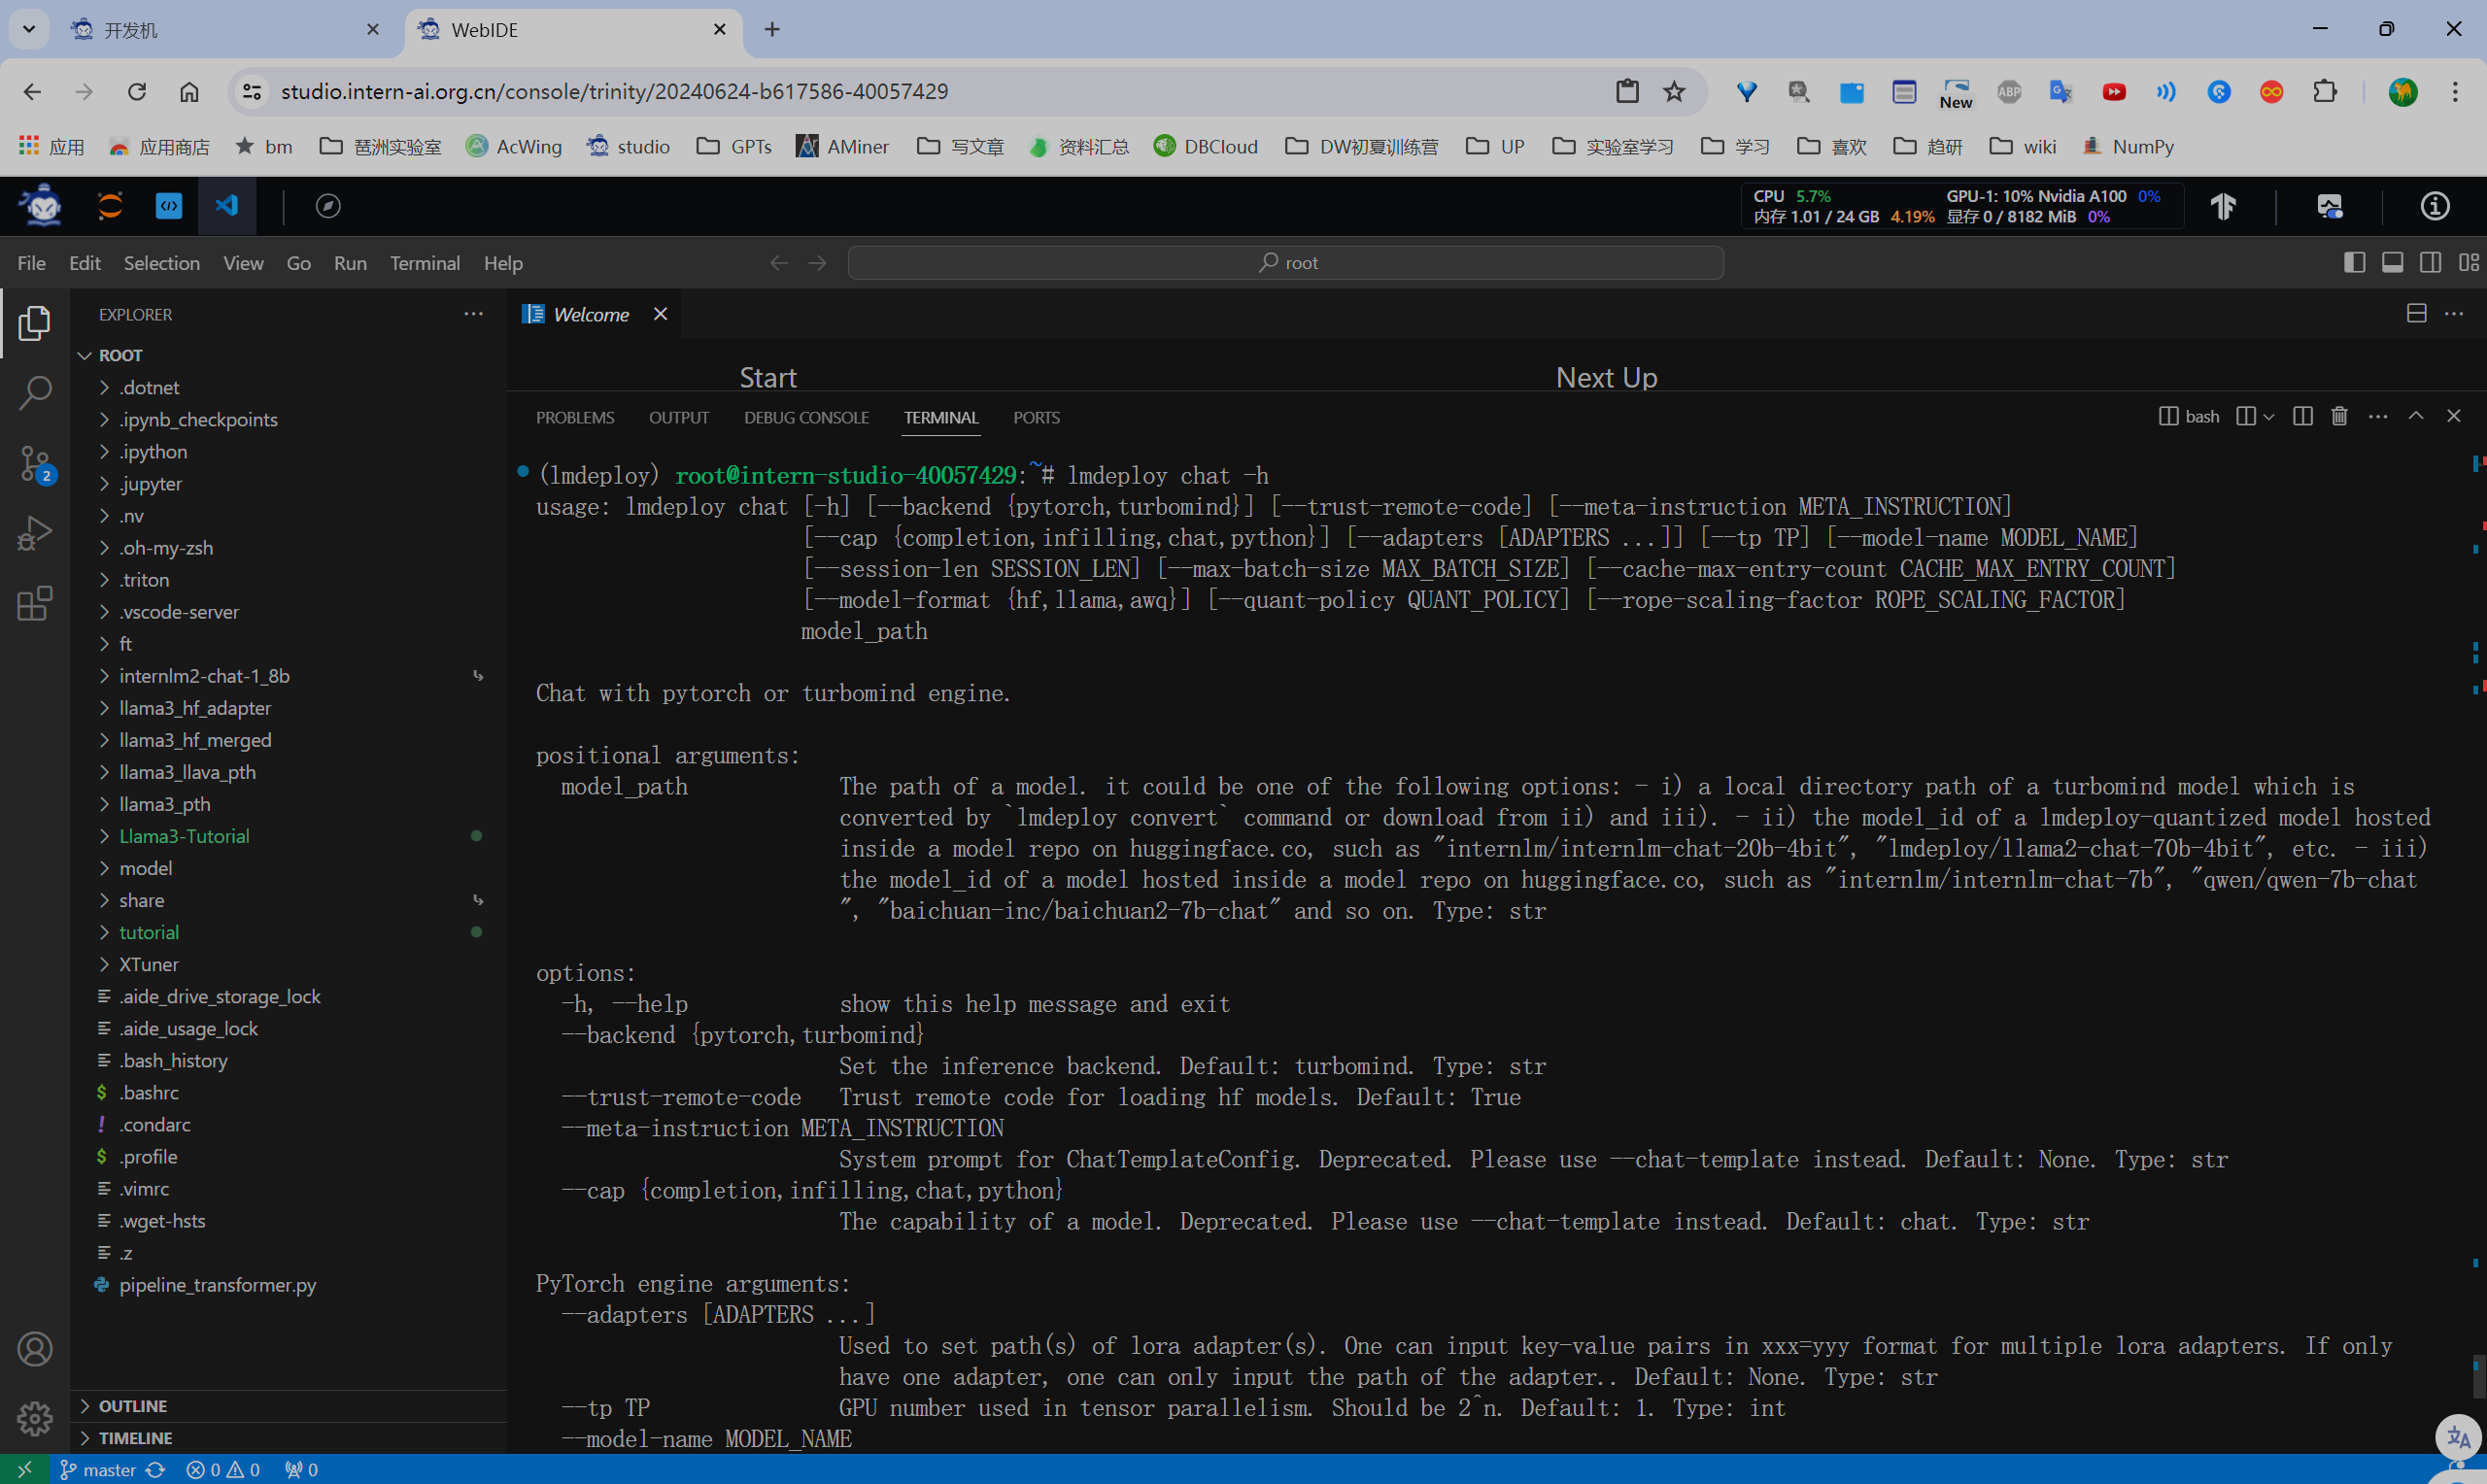 开发机
WebIDE
studio.intern-ai.org.cn/console/trinity/20240624-b617586-40057429
New
ABP
应用 应用商店 bm 琶洲实验室 AcWing studio GPTs AMiner 写文章 资料汇总 DBCloud DW初夏训练营 UP 实验室学习 学习 喜欢 趋研 wiki NumPy
CPU 5.7% GPU-1: 10% Nvidia A100 0%
内存 1.01 / 24 GB 4.19% 显存 0 / 8182 MiB 0%
File Edit Selection View Go Run Terminal Help
root
EXPLORER
Welcome
ROOT
.dotnet
.ipynb_checkpoints
.ipython
.jupyter
.nv
.oh-my-zsh
.triton
.vscode-server
ft
internlm2-chat-1_8b
llama3_hf_adapter
llama3_hf_merged
llama3_llava_pth
llama3_pth
Llama3-Tutorial
model
share
tutorial
XTuner
.aide_drive_storage_lock
.aide_usage_lock
.bash_history
$ .bashrc
! .condarc
$ .profile
.vimrc
.wget-hsts
.z
pipeline_transformer.py
OUTLINE
TIMELINE
2
Start Next Up
PROBLEMS OUTPUT DEBUG CONSOLE TERMINAL PORTS
bash
(lmdeploy) root@intern-studio-40057429:~# lmdeploy chat -h
usage: lmdeploy chat [-h] [--backend {pytorch,turbomind}] [--trust-remote-code] [--meta-instruction META_INSTRUCTION]
[--cap {completion,infilling,chat,python}] [--adapters [ADAPTERS ...]] [--tp TP] [--model-name MODEL_NAME]
[--session-len SESSION_LEN] [--max-batch-size MAX_BATCH_SIZE] [--cache-max-entry-count CACHE_MAX_ENTRY_COUNT]
[--model-format {hf,llama,awq}] [--quant-policy QUANT_POLICY] [--rope-scaling-factor ROPE_SCALING_FACTOR]
model_path
Chat with pytorch or turbomind engine.
positional arguments:
model_path The path of a model. it could be one of the following options: - i) a local directory path of a turbomind model which is
converted by `lmdeploy convert` command or download from ii) and iii). - ii) the model_id of a lmdeploy-quantized model hosted
inside a model repo on huggingface.co, such as "internlm/internlm-chat-20b-4bit", "lmdeploy/llama2-chat-70b-4bit", etc. - iii)
the model_id of a model hosted inside a model repo on huggingface.co, such as "internlm/internlm-chat-7b", "qwen/qwen-7b-chat
", "baichuan-inc/baichuan2-7b-chat" and so on. Type: str
options:
-h, --help show this help message and exit
--backend {pytorch,turbomind}
Set the inference backend. Default: turbomind. Type: str
--trust-remote-code Trust remote code for loading hf models. Default: True
--meta-instruction META_INSTRUCTION
System prompt for ChatTemplateConfig. Deprecated. Please use --chat-template instead. Default: None. Type: str
--cap {completion,infilling,chat,python}
The capability of a model. Deprecated. Please use --chat-template instead. Default: chat. Type: str
PyTorch engine arguments:
--adapters [ADAPTERS ...]
Used to set path(s) of lora adapter(s). One can input key-value pairs in xxx=yyy format for multiple lora adapters. If only
have one adapter, one can only input the path of the adapter.. Default: None. Type: str
--tp TP GPU number used in tensor parallelism. Should be 2^n. Default: 1. Type: int
--model-name MODEL_NAME
master 0 0 0